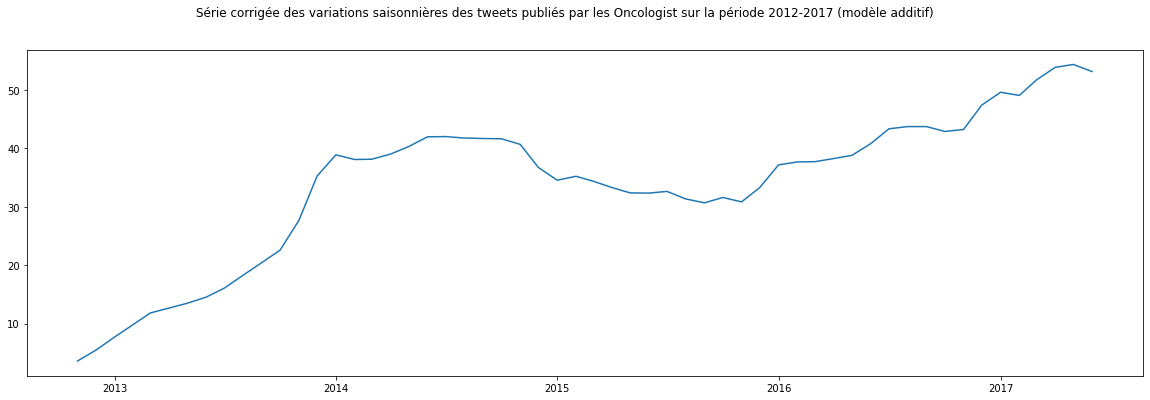 Série corrigée des variations saisonnières des tweets publiés par les Oncologist sur la période 2012-2017 (modèle additif)
50
40
30
20
10
2013 2014 2015 2016 2017